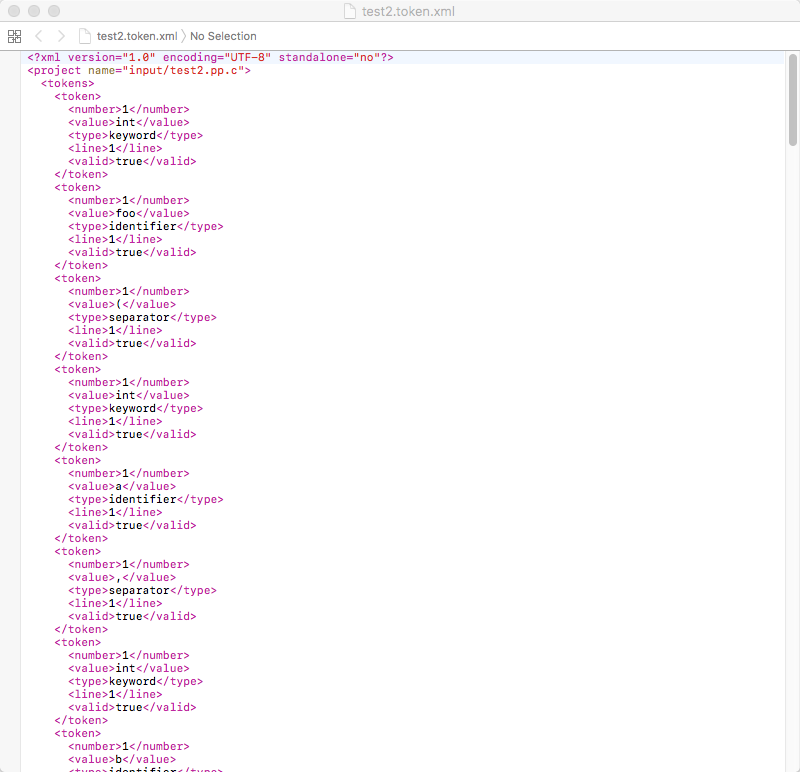 test2.token.xml
test2.token.xml No Selection
<?xml version="1.0" encoding="UTF-8" standalone="no"?>
<project name="input/test2.pp.c">
<tokens>
<token>
<number>1</number>
<value>int</value>
<type>keyword</type>
<line>1</line>
<valid>true</valid>
</token>
<token>
<number>1</number>
<value>foo</value>
<type>identifier</type>
<line>1</line>
<valid>true</valid>
</token>
<token>
<number>1</number>
<value>(</value>
<type>separator</type>
<line>1</line>
<valid>true</valid>
</token>
<token>
<number>1</number>
<value>int</value>
<type>keyword</type>
<line>1</line>
<valid>true</valid>
</token>
<token>
<number>1</number>
<value>a</value>
<type>identifier</type>
<line>1</line>
<valid>true</valid>
</token>
<token>
<number>1</number>
<value>,</value>
<type>separator</type>
<line>1</line>
<valid>true</valid>
</token>
<token>
<number>1</number>
<value>int</value>
<type>keyword</type>
<line>1</line>
<valid>true</valid>
</token>
<token>
<number>1</number>
<value>b</value>
<type>identifier</type>